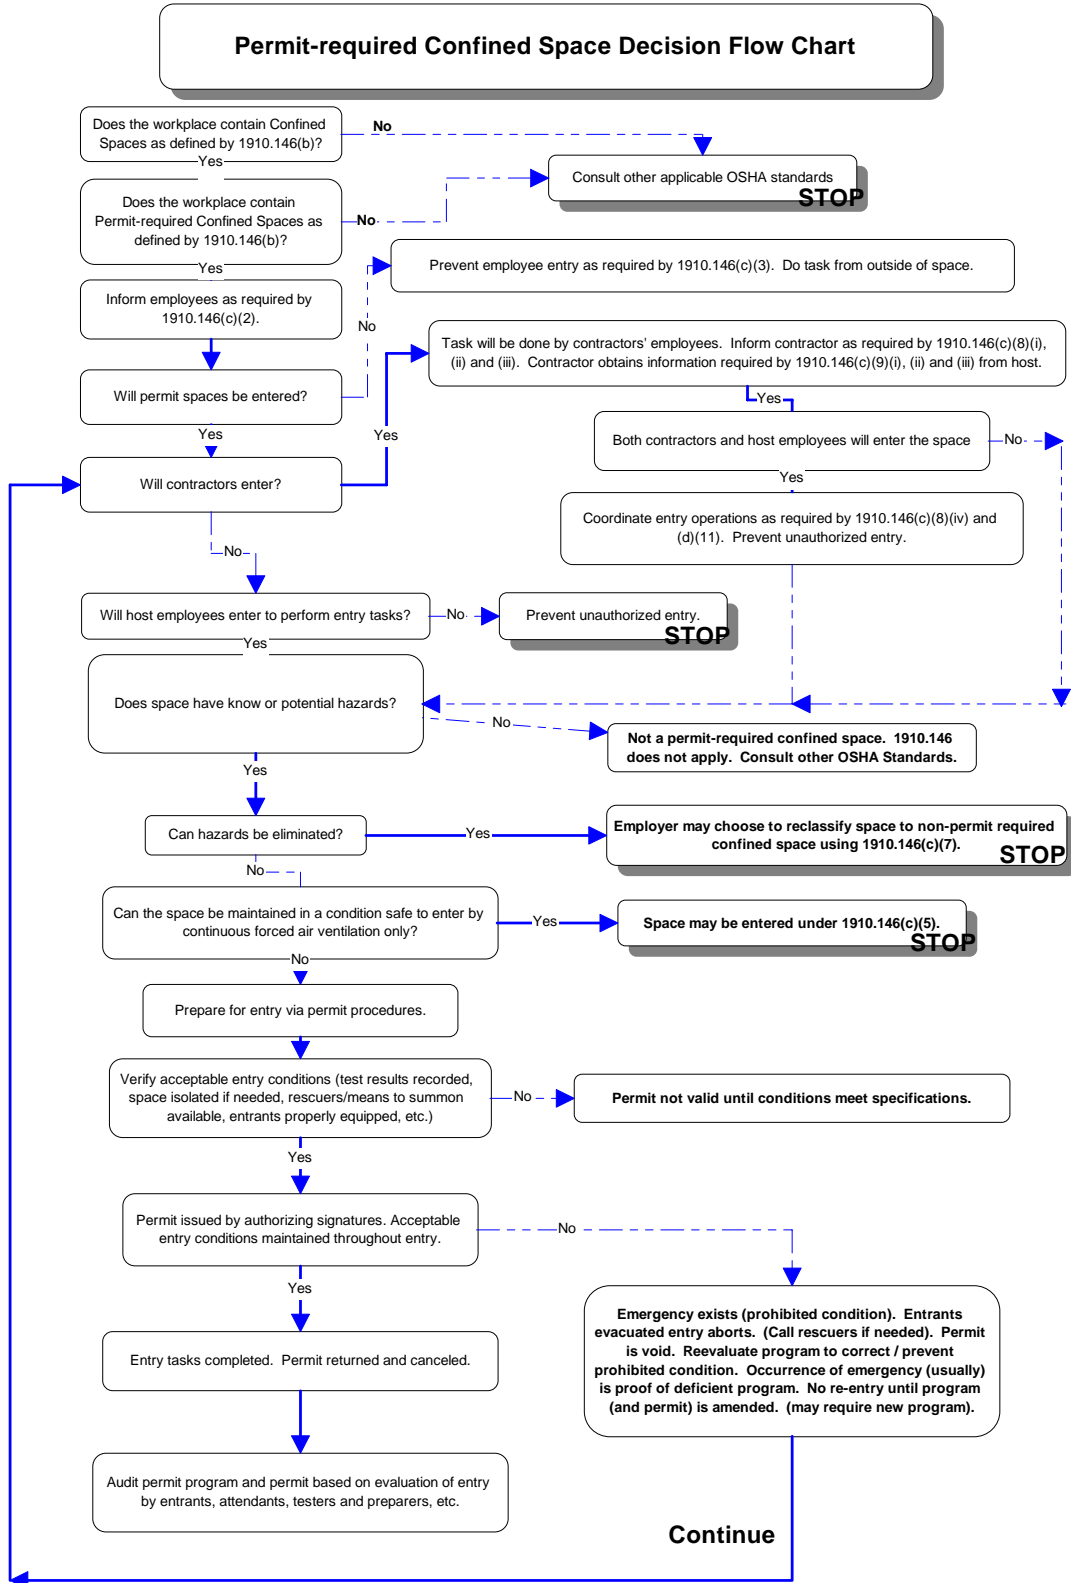 Permit-required Confined Space Decision Flow Chart
Does the workplace contain Confined
Spaces as defined by 1910.146(b)?
No
Yes
Consult other applicable OSHA standards
STOP
Does the workplace contain
Permit-required Confined Spaces as
defined by 1910.146(b)?
No
Yes
Prevent employee entry as required by 1910.146(c)(3).  Do task from outside of space.
Inform employees as required by
1910.146(c)(2).
No
Task will be done by contractors' employees.  Inform contractor as required by 1910.146(c)(8)(i),
(ii) and (iii).  Contractor obtains information required by 1910.146(c)(9)(i), (ii) and (iii) from host.
Will permit spaces be entered?
Yes
Yes
Yes
Both contractors and host employees will enter the space
No
Yes
Will contractors enter?
Coordinate entry operations as required by 1910.146(c)(8)(iv) and
(d)(11).  Prevent unauthorized entry.
No
Will host employees enter to perform entry tasks?
No
Prevent unauthorized entry.
STOP
Yes
Does space have know or potential hazards?
No
Not a permit-required confined space.  1910.146
does not apply.  Consult other OSHA Standards.
Yes
Can hazards be eliminated?
Yes
Employer may choose to reclassify space to non-permit required
confined space using 1910.146(c)(7).
STOP
No
Can the space be maintained in a condition safe to enter by
continuous forced air ventilation only?
Yes
Space may be entered under 1910.146(c)(5).
STOP
No
Prepare for entry via permit procedures.
Verify acceptable entry conditions (test results recorded,
space isolated if needed, rescuers/means to summon
available, entrants properly equipped, etc.)
No
Permit not valid until conditions meet specifications.
Yes
Permit issued by authorizing signatures. Acceptable
entry conditions maintained throughout entry.
No
Yes
Emergency exists (prohibited condition).  Entrants
evacuated entry aborts.  (Call rescuers if needed).  Permit
is void.  Reevaluate program to correct / prevent
prohibited condition.  Occurrence of emergency (usually)
is proof of deficient program.  No re-entry until program
(and permit) is amended.  (may require new program).
Entry tasks completed.  Permit returned and canceled.
Audit permit program and permit based on evaluation of entry
by entrants, attendants, testers and preparers, etc.
Continue